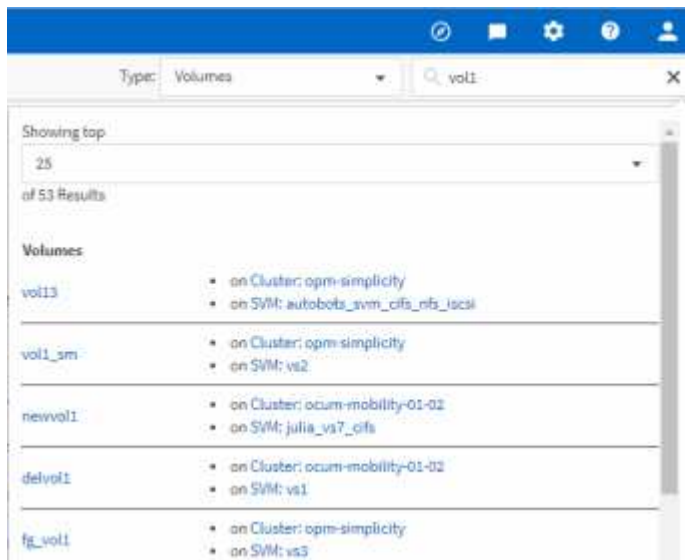 Type: Volumes vol1
Showing top
25
of 53 Results
Volumes
vol13
on Cluster: opm-simplicity
on SVM: autobots_svm_cifs_nfs_iscsi
vol1_sm
on Cluster: opm-simplicity
on SVM: vs2
newvol1
on Cluster: ocum-mobility-01-02
on SVM: julia_vs7_cifs
delvol1
on Cluster: ocum-mobility-01-02
on SVM: vs1
fg_vol1
on Cluster: opm-simplicity
on SVM: vs3